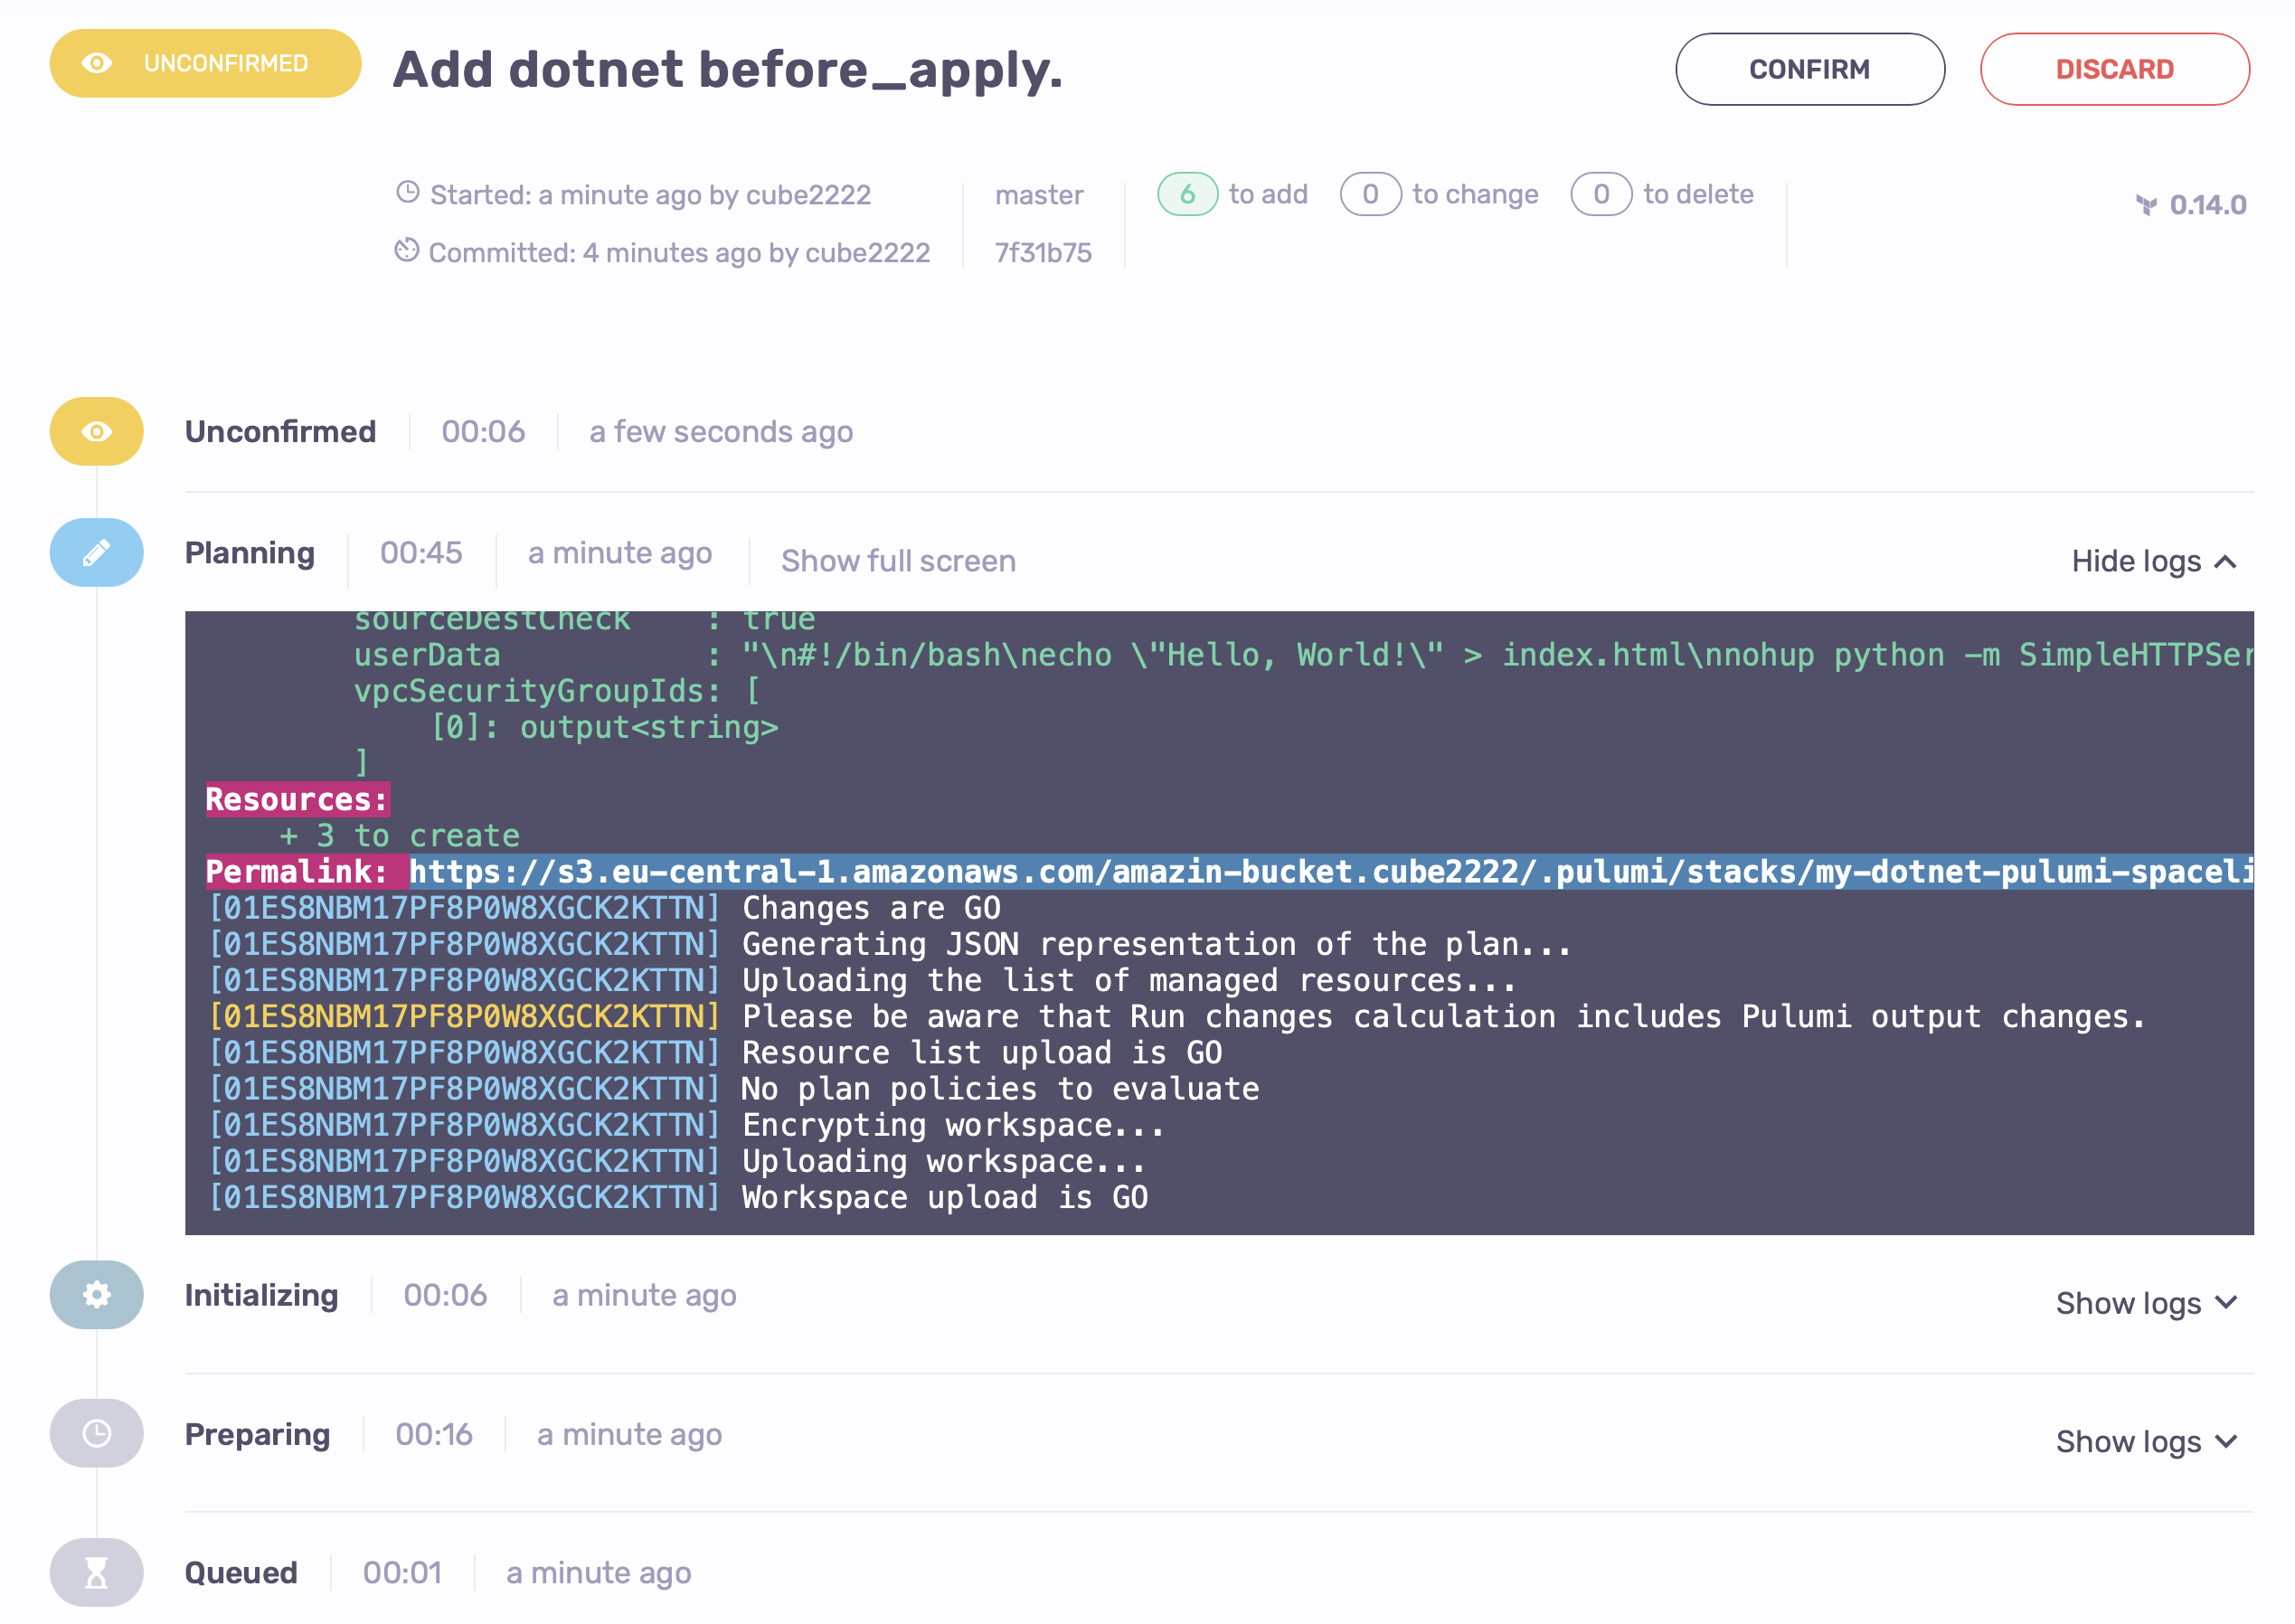 UNCONFIRMED
Add dotnet before_apply.
CONFIRM
DISCARD
Started: a minute ago by cube2222
master
6 to add
0 to change
0 to delete
0.14.0
Committed: 4 minutes ago by cube2222
7f31b75
Unconfirmed 00:06 a few seconds ago
Planning 00:45 a minute ago Show full screen Hide logs
sourceDestCheck    : true
userData           : "\n#!/bin/bash\necho \"Hello, World!\" > index.html\nnohup python -m SimpleHTTPSer
vpcSecurityGroupIds: [
[0]: output<string>
]
Resources:
+ 3 to create
Permalink: https://s3.eu-central-1.amazonaws.com/amazin-bucket.cube2222/.pulumi/stacks/my-dotnet-pulumi-spaceli
[01ES8NBM17PF8P0W8XGCK2KTTN] Changes are GO
[01ES8NBM17PF8P0W8XGCK2KTTN] Generating JSON representation of the plan...
[01ES8NBM17PF8P0W8XGCK2KTTN] Uploading the list of managed resources...
[01ES8NBM17PF8P0W8XGCK2KTTN] Please be aware that Run changes calculation includes Pulumi output changes.
[01ES8NBM17PF8P0W8XGCK2KTTN] Resource list upload is GO
[01ES8NBM17PF8P0W8XGCK2KTTN] No plan policies to evaluate
[01ES8NBM17PF8P0W8XGCK2KTTN] Encrypting workspace...
[01ES8NBM17PF8P0W8XGCK2KTTN] Uploading workspace...
[01ES8NBM17PF8P0W8XGCK2KTTN] Workspace upload is GO
Initializing 00:06 a minute ago Show logs
Preparing 00:16 a minute ago Show logs
Queued 00:01 a minute ago